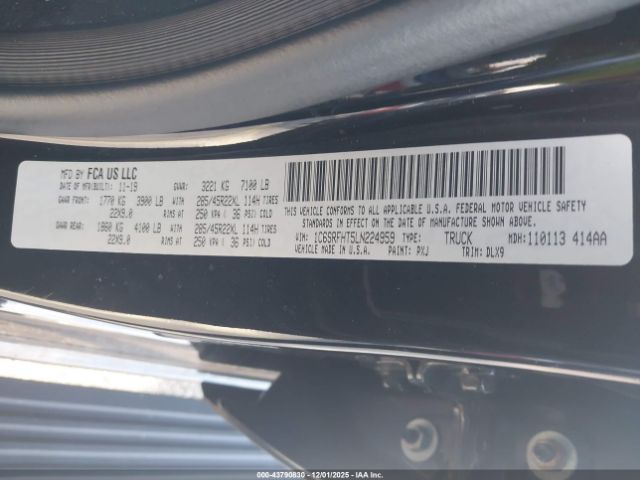 MFD BY FCA US LLC
DATE OF MFR(BUILT): 11-19 GVWR: 3221 KG 7100 LB
GAWR FRONT: 1770 KG 3900 LB WITH 285/45R22XL 114H TIRES
22X9.0 RIMS AT 250 KPA ( 36 PSI) COLD
GAWR REAR: 1860 KG 4100 LB WITH 285/45R22XL 114H TIRES
22X9.0 RIMS AT 250 KPA ( 36 PSI) COLD
THIS VEHICLE CONFORMS TO ALL APPLICABLE U.S.A. FEDERAL MOTOR VEHICLE SAFETY
STANDARDS IN EFFECT ON THE DATE OF MANUFACTURE SHOWN ABOVE.
VIN: 1C6SRFHT5LN224959 TYPE: TRUCK MDH: 110113 414AA
VEHICLE MADE IN U.S.A. PAINT: PXJ TRIM: DLX9
000-43790830 - 12/01/2025 - IAAI.COM